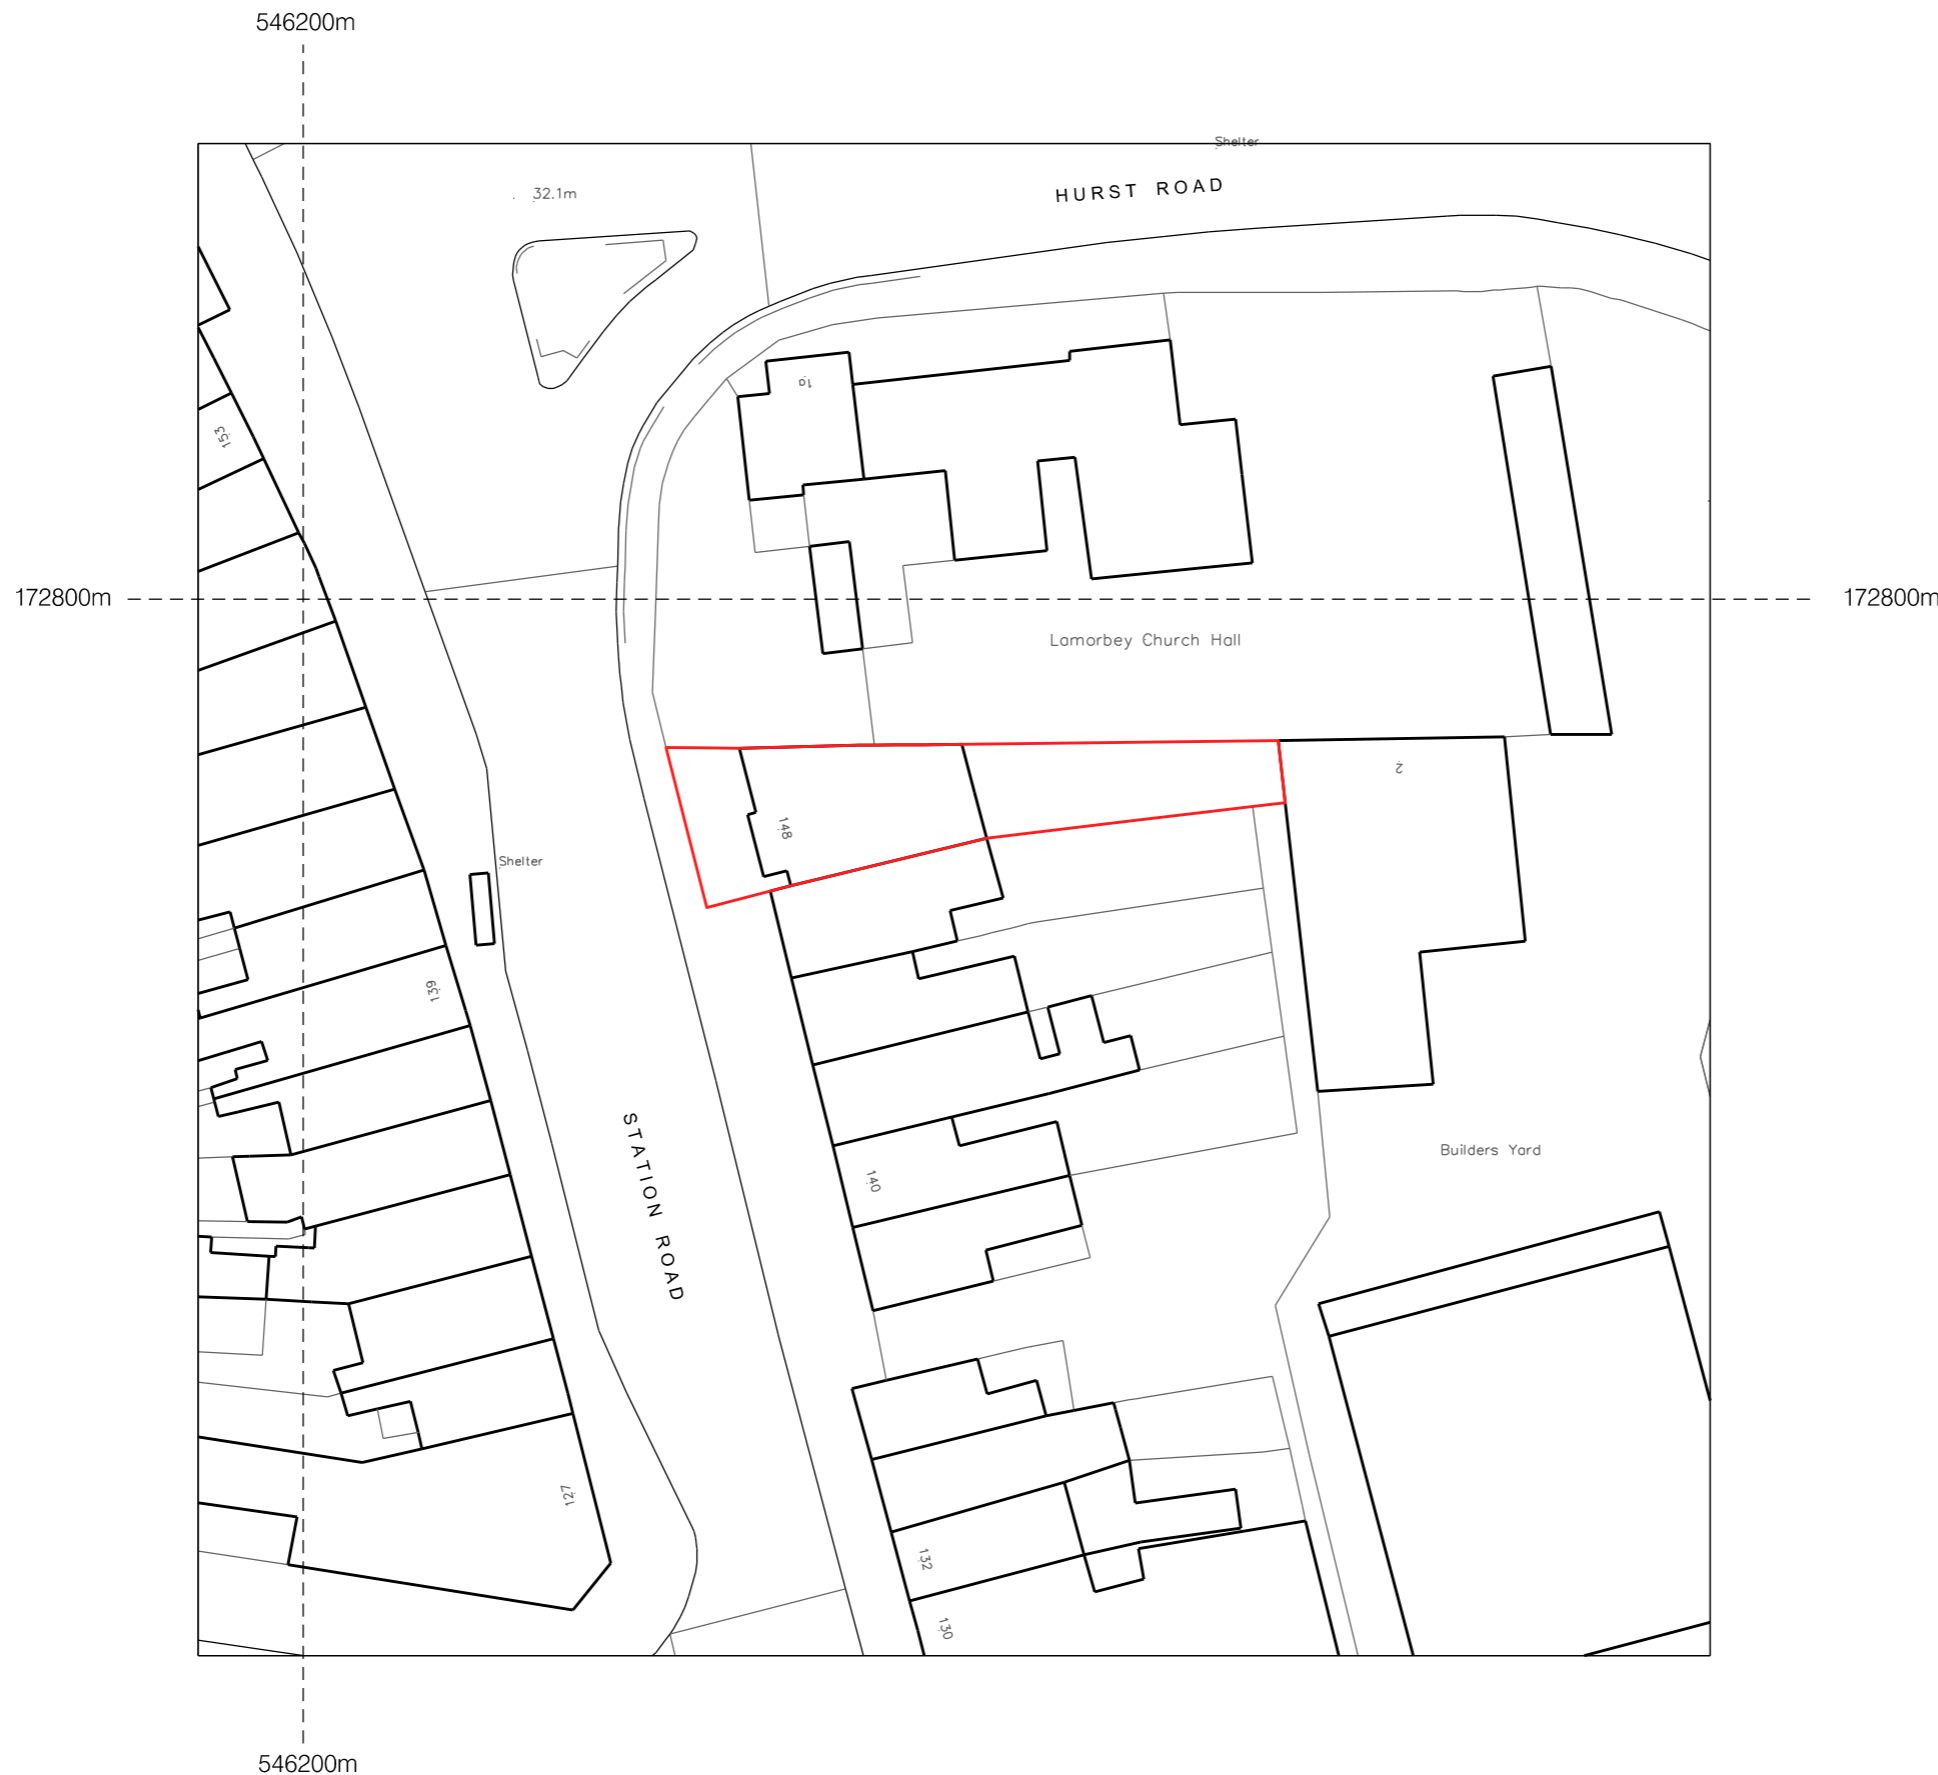 546200m
Shelter
32.1m
HURST ROAD
1a
153
172800m
172800m
Lamorbey Church Hall
2
148
Shelter
139
STATION ROAD
Builders Yard
140
127
132
130
546200m